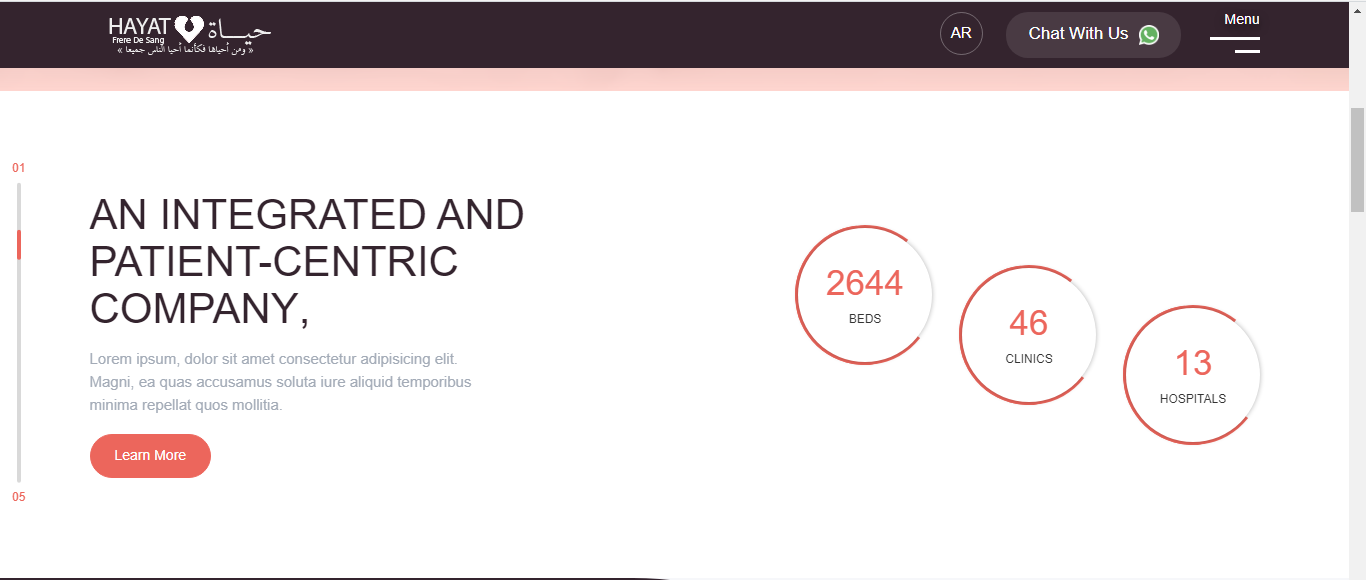 HAYAT حياة
Frere De Sang
« ومن أحياها فكأنما أحيا الناس جميعا »
AR
Chat With Us
Menu
01
AN INTEGRATED AND
PATIENT-CENTRIC
COMPANY,
Lorem ipsum, dolor sit amet consectetur adipisicing elit.
Magni, ea quas accusamus soluta iure aliquid temporibus
minima repellat quos mollitia.
Learn More
05
2644
BEDS
46
CLINICS
13
HOSPITALS